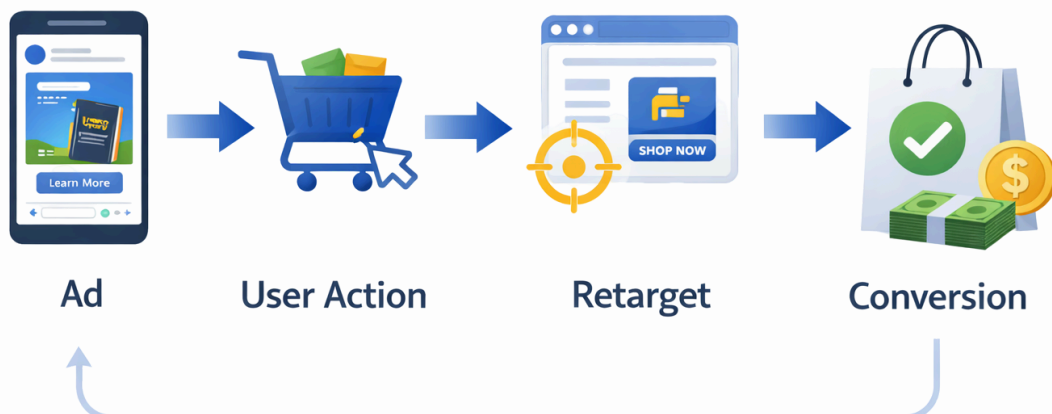 Learn More
SHOP NOW
Ad
User Action
Retarget
Conversion
$